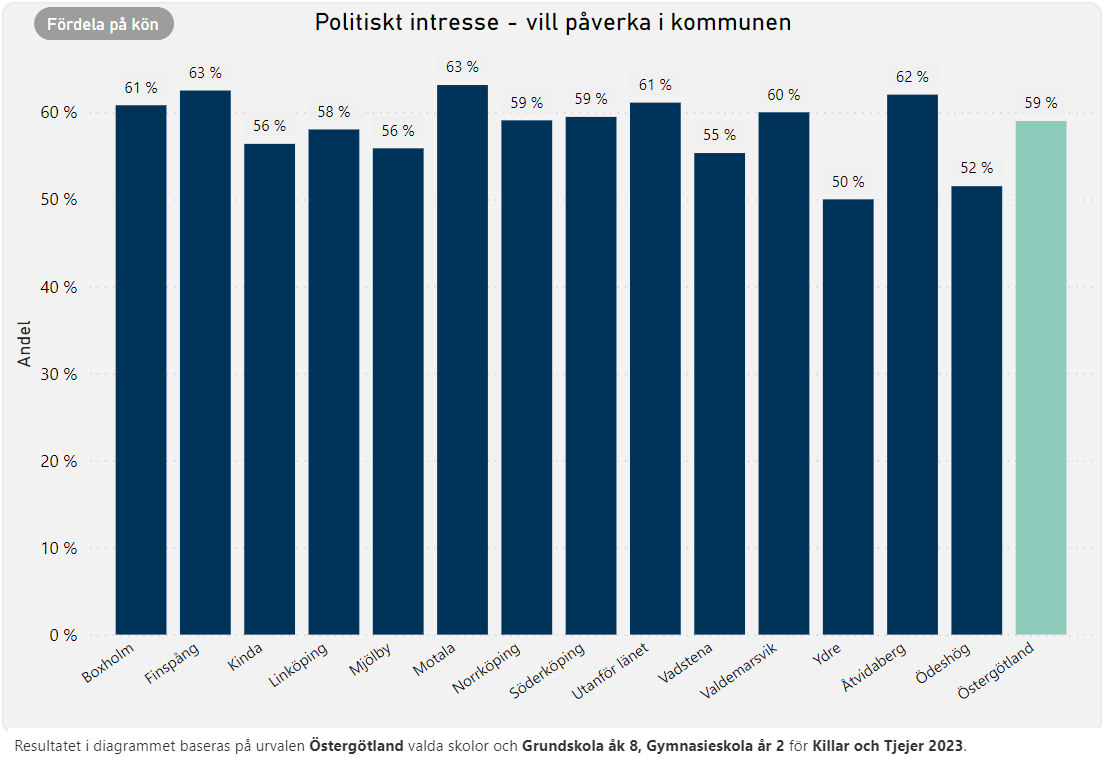 Fördela på kön
Politiskt intresse - vill påverka i kommunen
61 %
63 %
56 %
58 %
56 %
63 %
59 %
59 %
61 %
55 %
60 %
50 %
62 %
52 %
59 %
60 %
50 %
40 %
30 %
20 %
10 %
0 %
Andel
Boxholm
Finspång
Kinda
Linköping
Mjölby
Motala
Norrköping
Söderköping
Utanför länet
Vadstena
Valdemarsvik
Ydre
Åtvidaberg
Ödeshög
Östergötland
Resultatet i diagrammet baseras på urvalen Östergötland valda skolor och Grundskola åk 8, Gymnasieskola år 2 för Killar och Tjejer 2023.